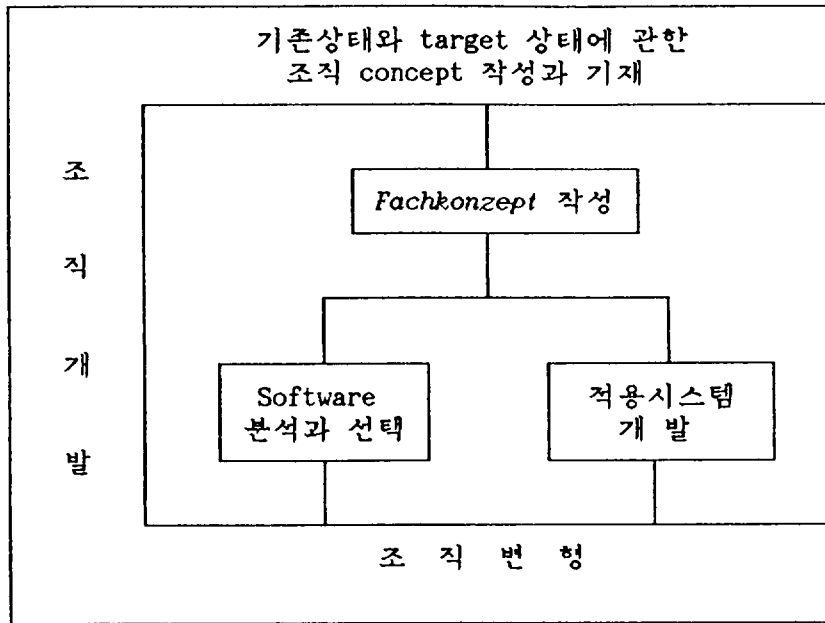 기존상태와 target 상태에 관한
조직 concept 작성과 기재
조
직
개
발
Fachkonzept 작성
Software
분석과 선택
적용시스템
개 발
조 직 변 형